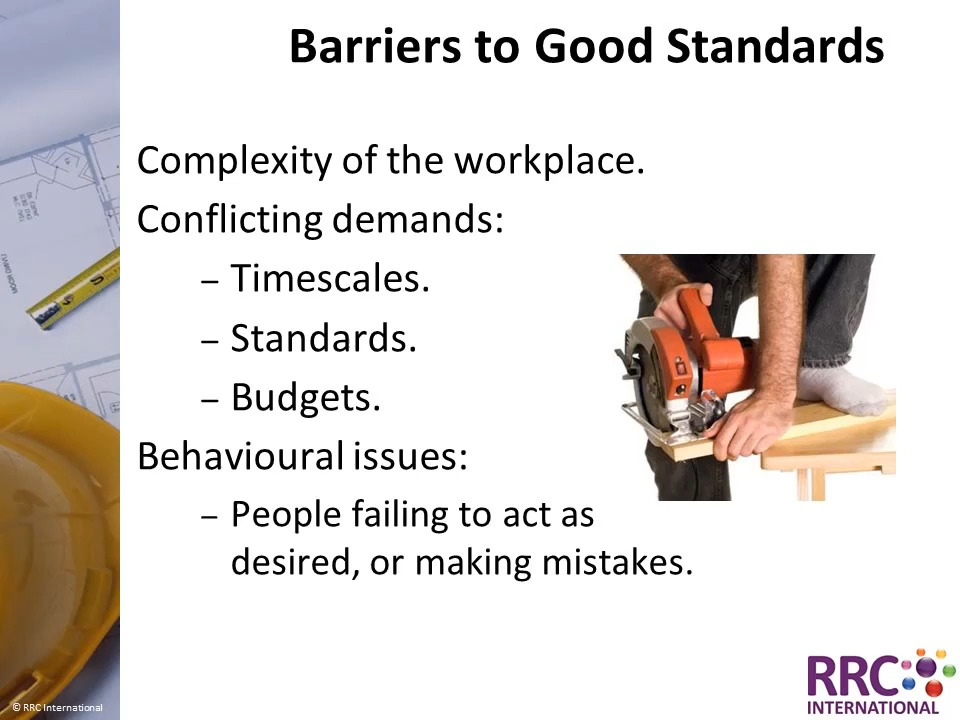 Barriers to Good Standards
Complexity of the workplace.
Conflicting demands:
– Timescales.
– Standards.
– Budgets.
Behavioural issues:
– People failing to act as
desired, or making mistakes.
RRC
INTERNATIONAL
© RRC International